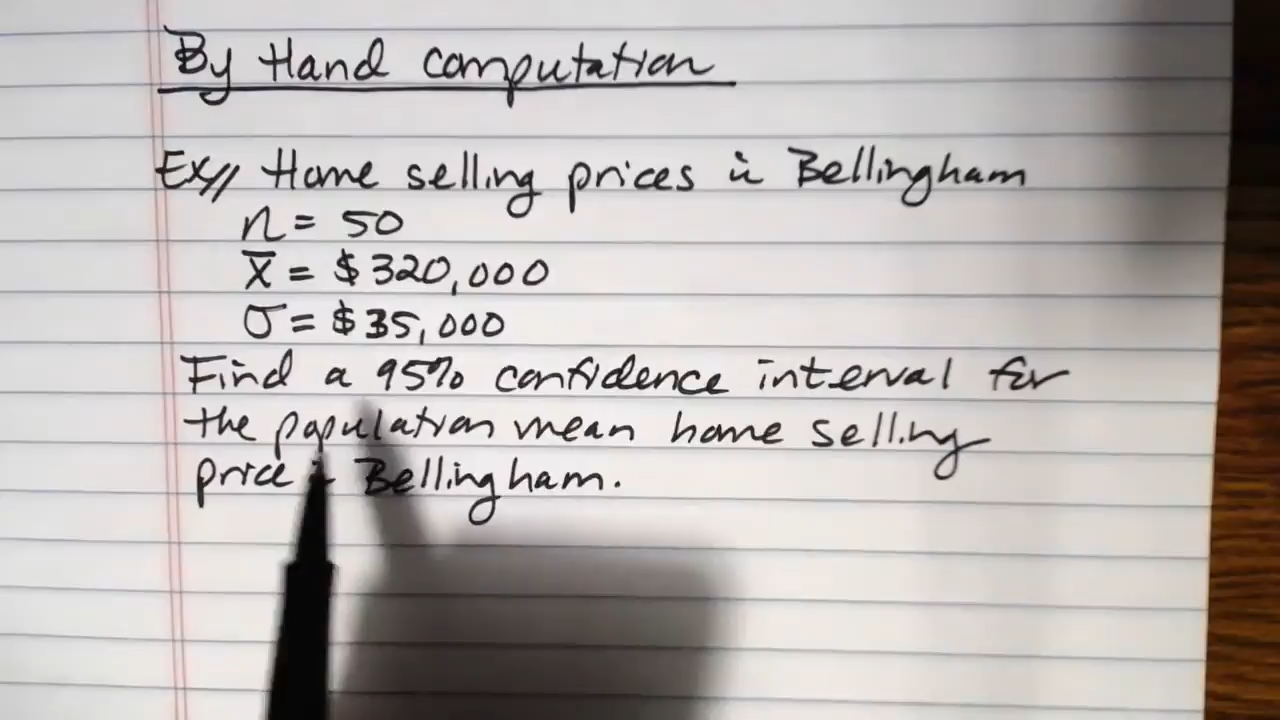 By Hand computation
Ex// Home selling prices in Bellingham
n = 50
x̅ = $320,000
σ = $35,000
Find a 95% confidence interval for
the population mean home selling
price in Bellingham.